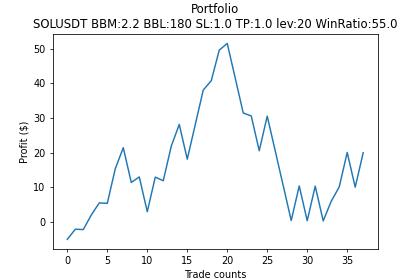 Portfolio
SOLUSDT BBM:2.2 BBL:180 SL:1.0 TP:1.0 lev:20 WinRatio:55.0
Profit ($)
50
40
30
20
10
0
0 5 10 15 20 25 30 35
Trade counts